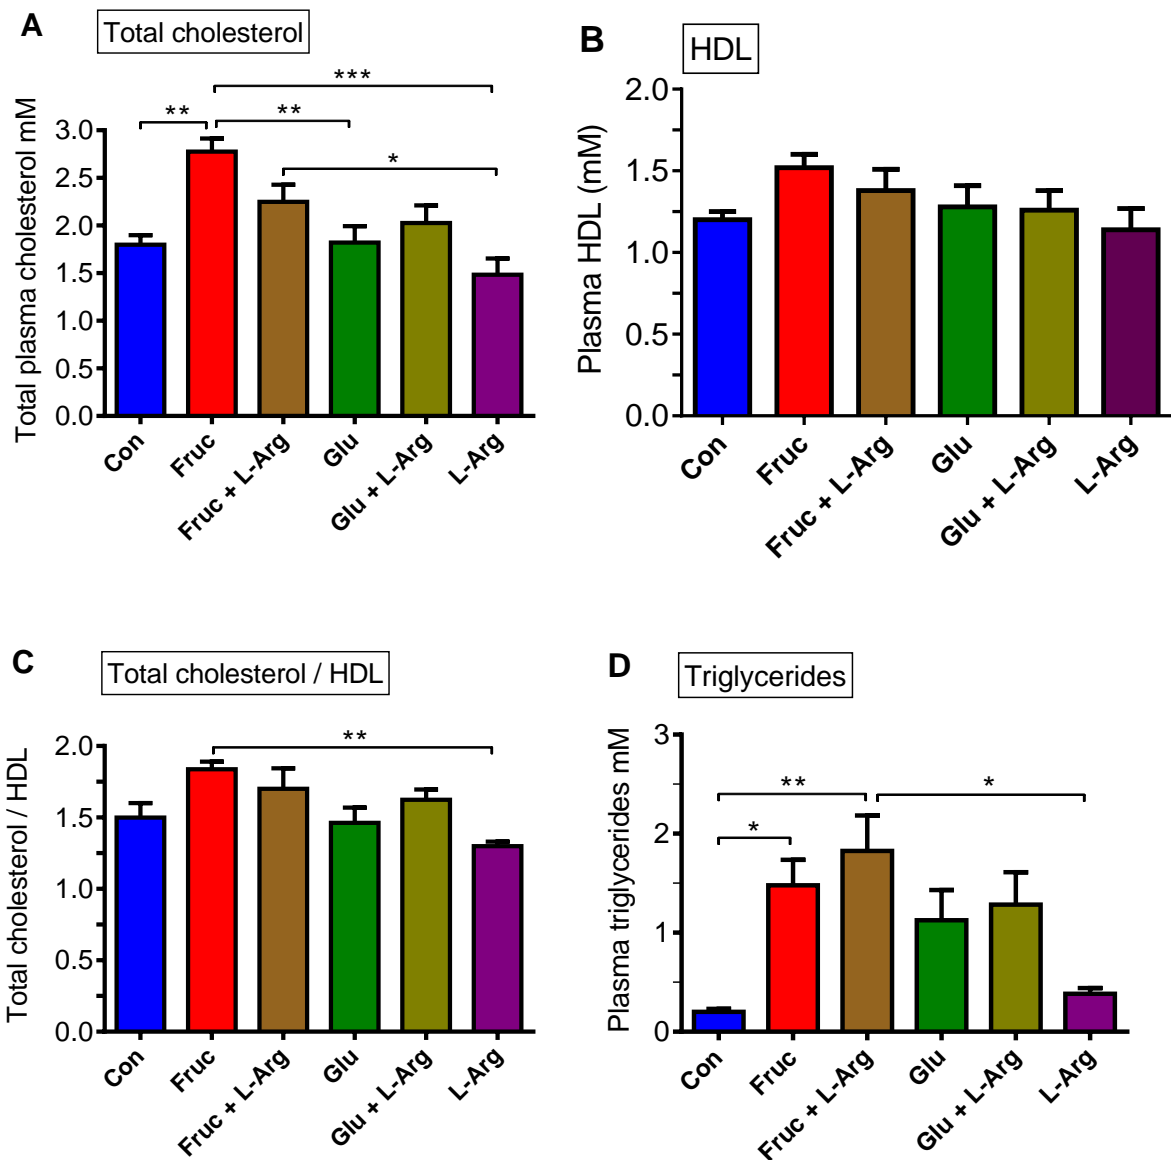 A
Total cholesterol
Total plasma cholesterol mM
3.0
2.5
2.0
1.5
1.0
0.5
0.0
***
**
**
*
Con
Fruc
Fruc + L-Arg
Glu
Glu + L-Arg
L-Arg
B
HDL
Plasma HDL (mM)
2.0
1.5
1.0
0.5
0.0
Con
Fruc
Fruc + L-Arg
Glu
Glu + L-Arg
L-Arg
C
Total cholesterol / HDL
Total cholesterol / HDL
2.0
1.5
1.0
0.5
0.0
**
Con
Fruc
Fruc + L-Arg
Glu
Glu + L-Arg
L-Arg
D
Triglycerides
Plasma triglycerides mM
3
2
1
0
**
*
*
Con
Fruc
Fruc + L-Arg
Glu
Glu + L-Arg
L-Arg